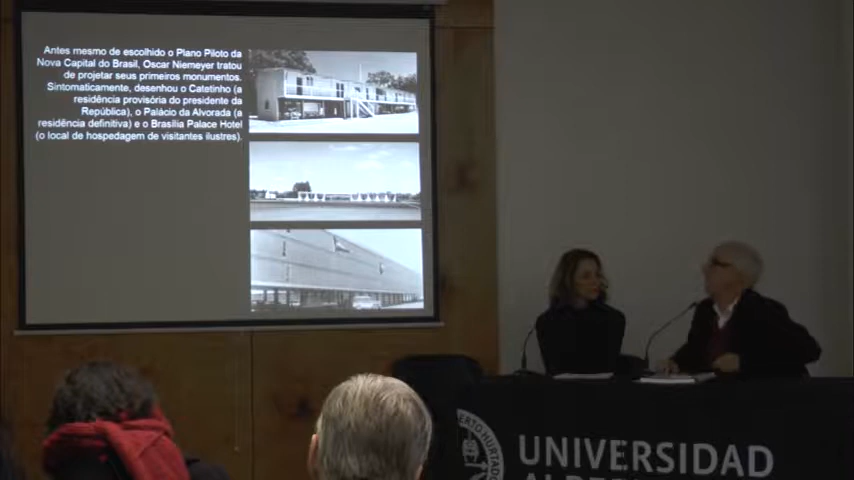 Antes mesmo de escolhido o Plano Piloto da
Nova Capital do Brasil, Oscar Niemeyer tratou
de projetar seus primeiros monumentos.
Sintomaticamente, desenhou o Catetinho (a
residência provisória do presidente da
República), o Palácio da Alvorada (a
residência definitiva) e o Brasília Palace Hotel
(o local de hospedagem de visitantes ilustres).
ERTO HURTADO
UNIVERSIDAD